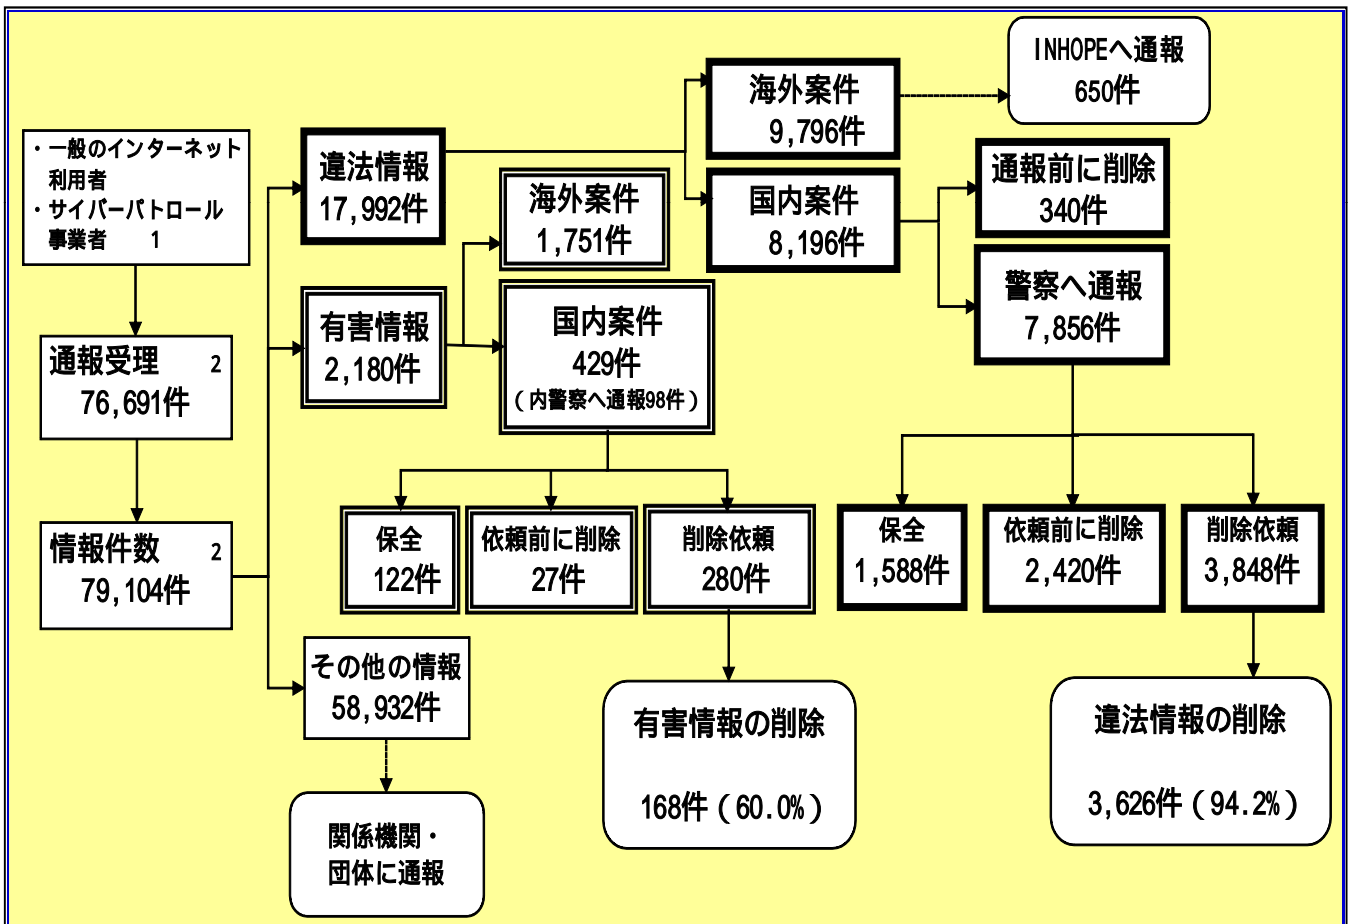 ・一般のインターネット
利用者
・サイバーパトロール
事業者　1
通報受理　2
76,691件
情報件数　2
79,104件
違法情報
17,992件
海外案件
9,796件
INHOPEへ通報
650件
国内案件
8,196件
通報前に削除
340件
警察へ通報
7,856件
保全
1,588件
依頼前に削除
2,420件
削除依頼
3,848件
違法情報の削除
3,626件（94.2%）
有害情報
2,180件
海外案件
1,751件
国内案件
429件
（内警察へ通報98件）
保全
122件
依頼前に削除
27件
削除依頼
280件
有害情報の削除
168件（60.0%）
その他の情報
58,932件
関係機関・
団体に通報